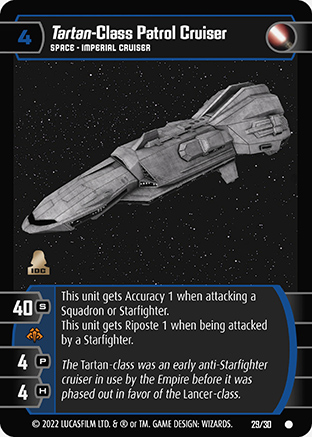 4
Tartan-Class Patrol Cruiser
SPACE • IMPERIAL CRUISER
IDC
40 S
This unit gets Accuracy 1 when attacking a
Squadron or Starfighter.
This unit gets Riposte 1 when being attacked
by a Starfighter.
4 P
The Tartan-class was an early anti-Starfighter
cruiser in use by the Empire before it was
4 H
phased out in favor of the Lancer-class.
© 2022 LUCASFILM LTD. & ® or TM. GAME DESIGN: WIZARDS.
29/30